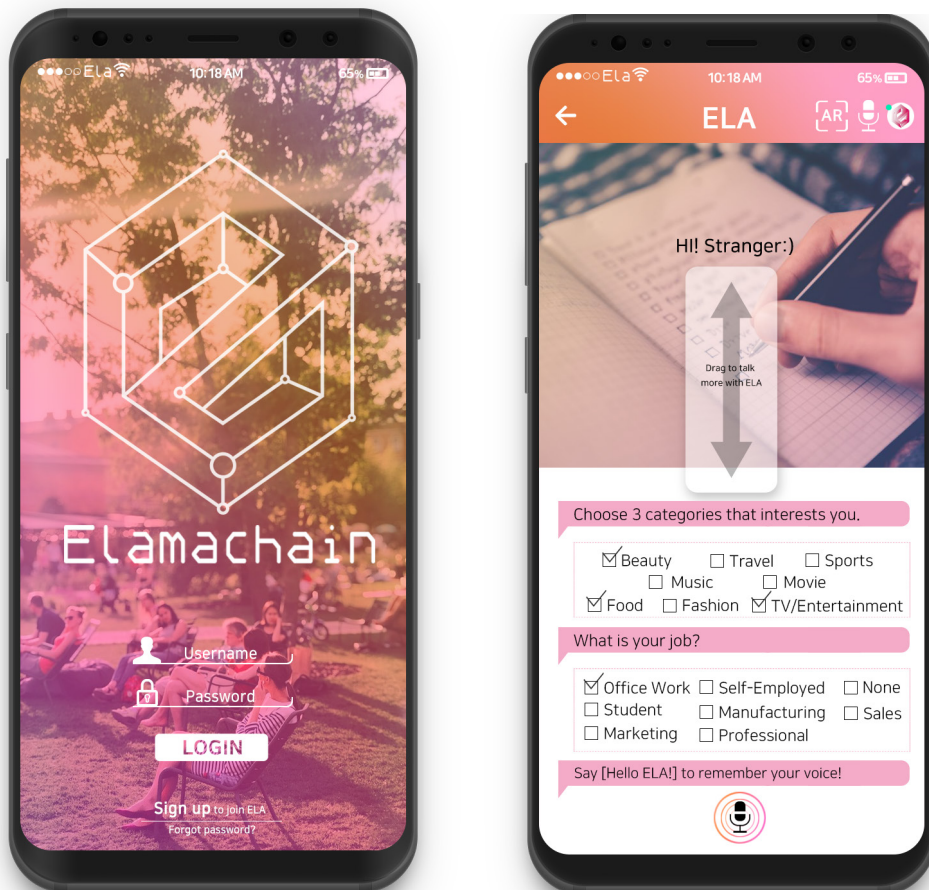 Ela
10:18 AM
65%
Elamachain
Username
Password
LOGIN
Sign up to join ELA
Forgot password?
Ela
10:18 AM
65%
ELA
AR
HI! Stranger:)
Drag to talk
more with ELA
Choose 3 categories that interests you.
Beauty Travel Sports
Music Movie
Food Fashion TV/Entertainment
What is your job?
Office Work Self-Employed None
Student Manufacturing Sales
Marketing Professional
Say [Hello ELA!] to remember your voice!